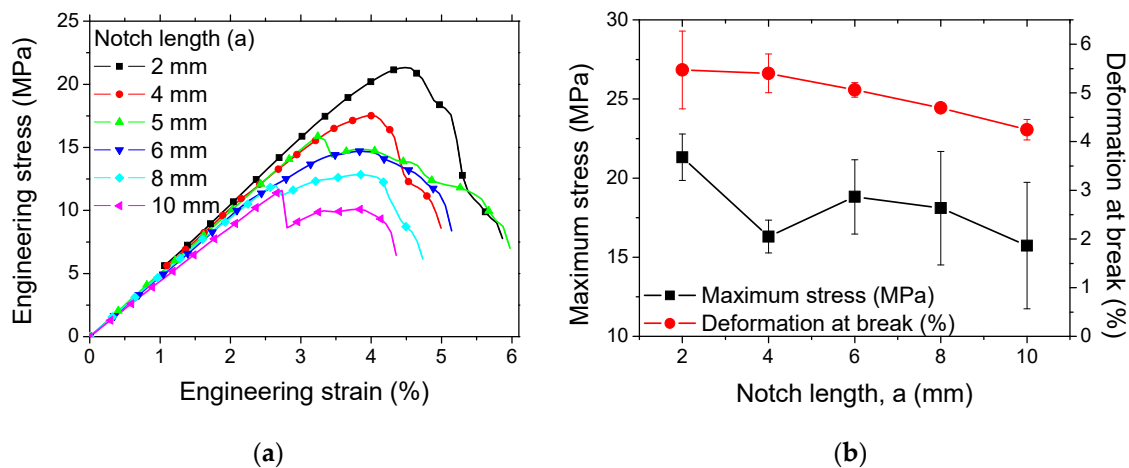 25
20
15
10
5
0
Engineering stress (MPa)
Notch length (a)
2 mm
4 mm
5 mm
6 mm
8 mm
10 mm
0 1 2 3 4 5 6
Engineering strain (%)
(a)
30
25
20
15
10
Maximum stress (MPa)
Maximum stress (MPa)
Deformation at break (%)
6
5
4
3
2
1
0
Deformation at break (%)
2 4 6 8 10
Notch length, a (mm)
(b)